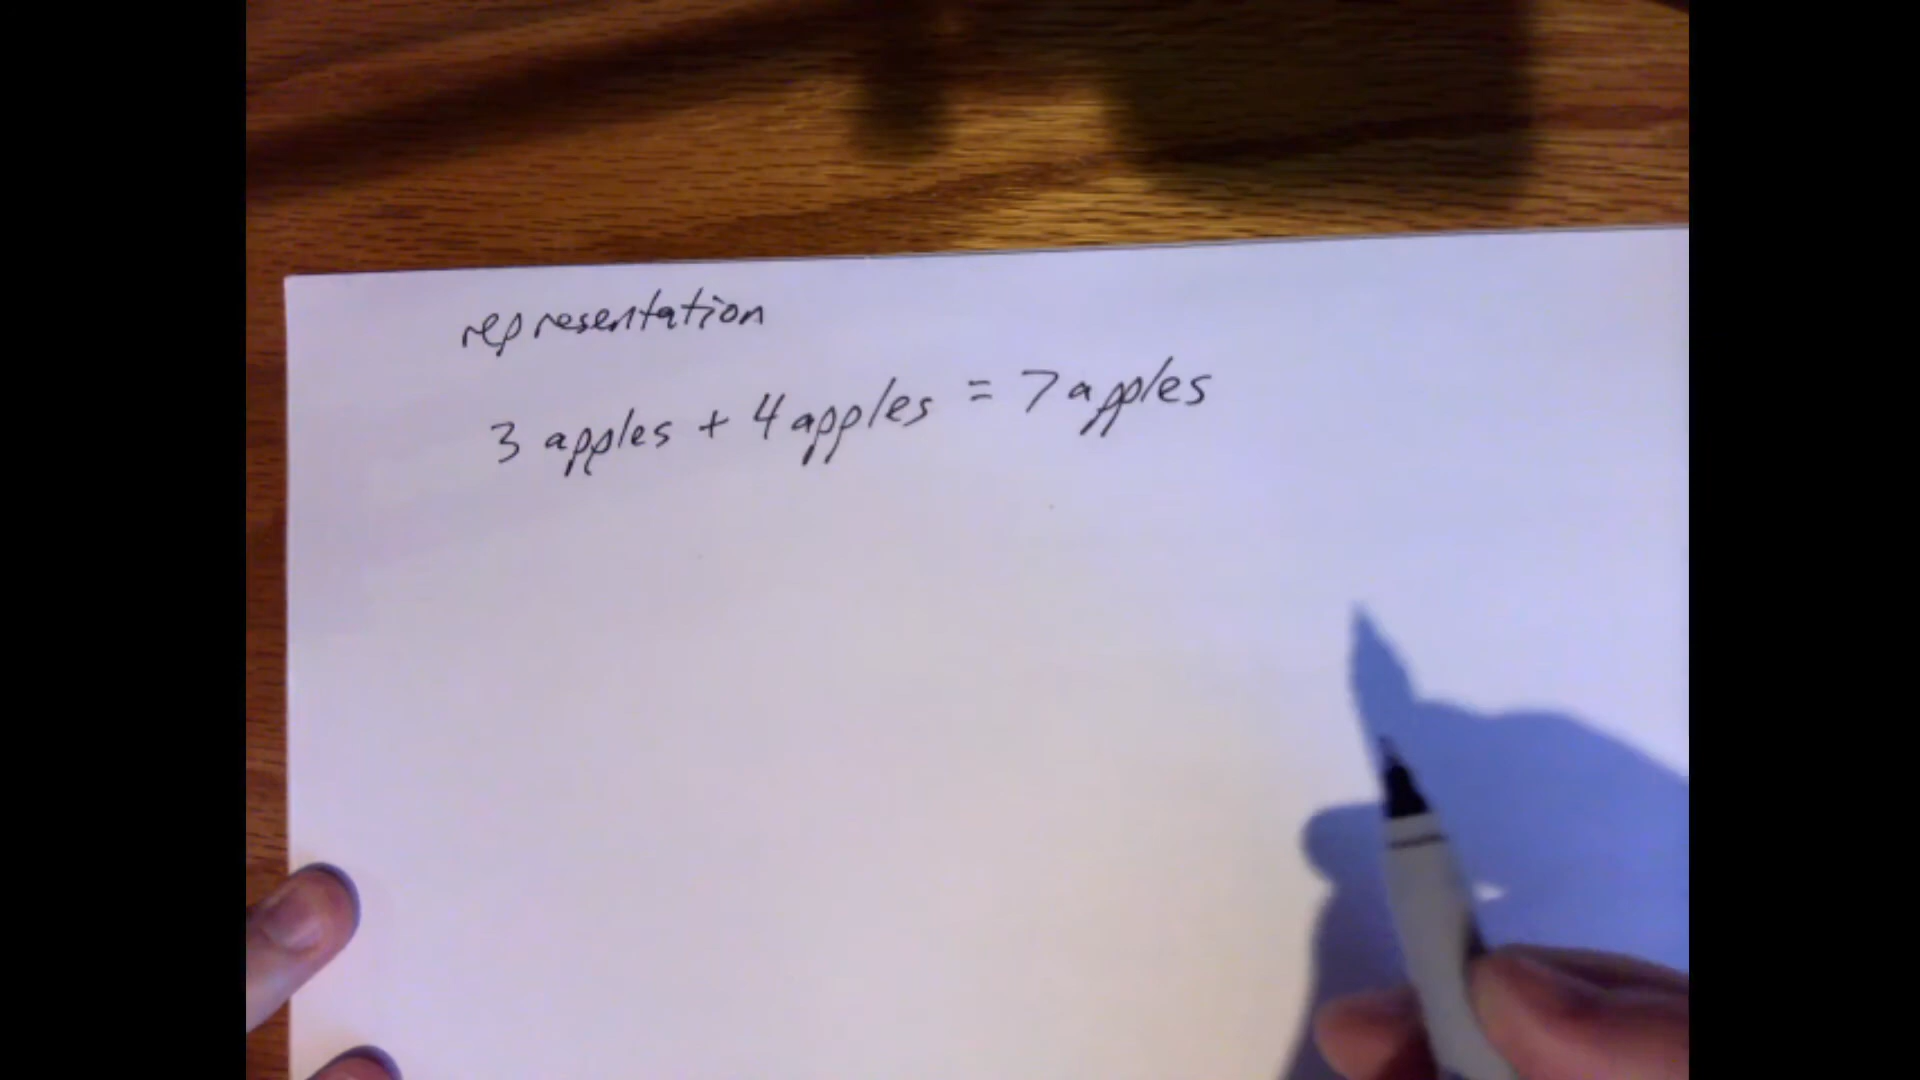 representation
3 apples + 4 apples = 7 apples